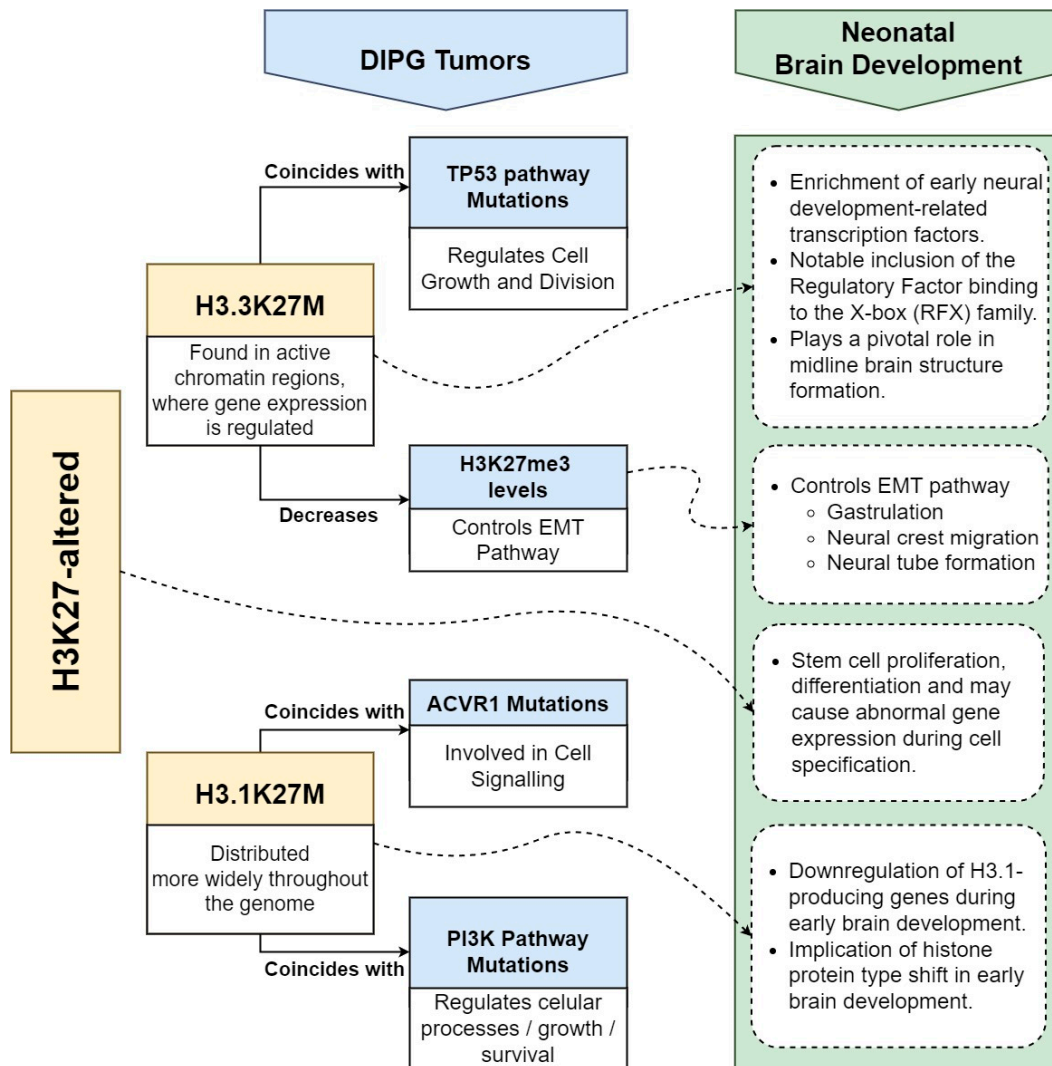 DIPG Tumors
Neonatal
Brain Development
H3K27-altered
H3.3K27M
Found in active
chromatin regions,
where gene expression
is regulated
Coincides with
TP53 pathway
Mutations
Regulates Cell
Growth and Division
Decreases
H3K27me3
levels
Controls EMT
Pathway
H3.1K27M
Distributed
more widely throughout
the genome
Coincides with
ACVR1 Mutations
Involved in Cell
Signalling
Coincides with
PI3K Pathway
Mutations
Regulates celular
processes / growth /
survival
• Enrichment of early neural
development-related
transcription factors.
• Notable inclusion of the
Regulatory Factor binding
to the X-box (RFX) family.
• Plays a pivotal role in
midline brain structure
formation.
• Controls EMT pathway
○ Gastrulation
○ Neural crest migration
○ Neural tube formation
• Stem cell proliferation,
differentiation and may
cause abnormal gene
expression during cell
specification.
• Downregulation of H3.1-
producing genes during
early brain development.
• Implication of histone
protein type shift in early
brain development.